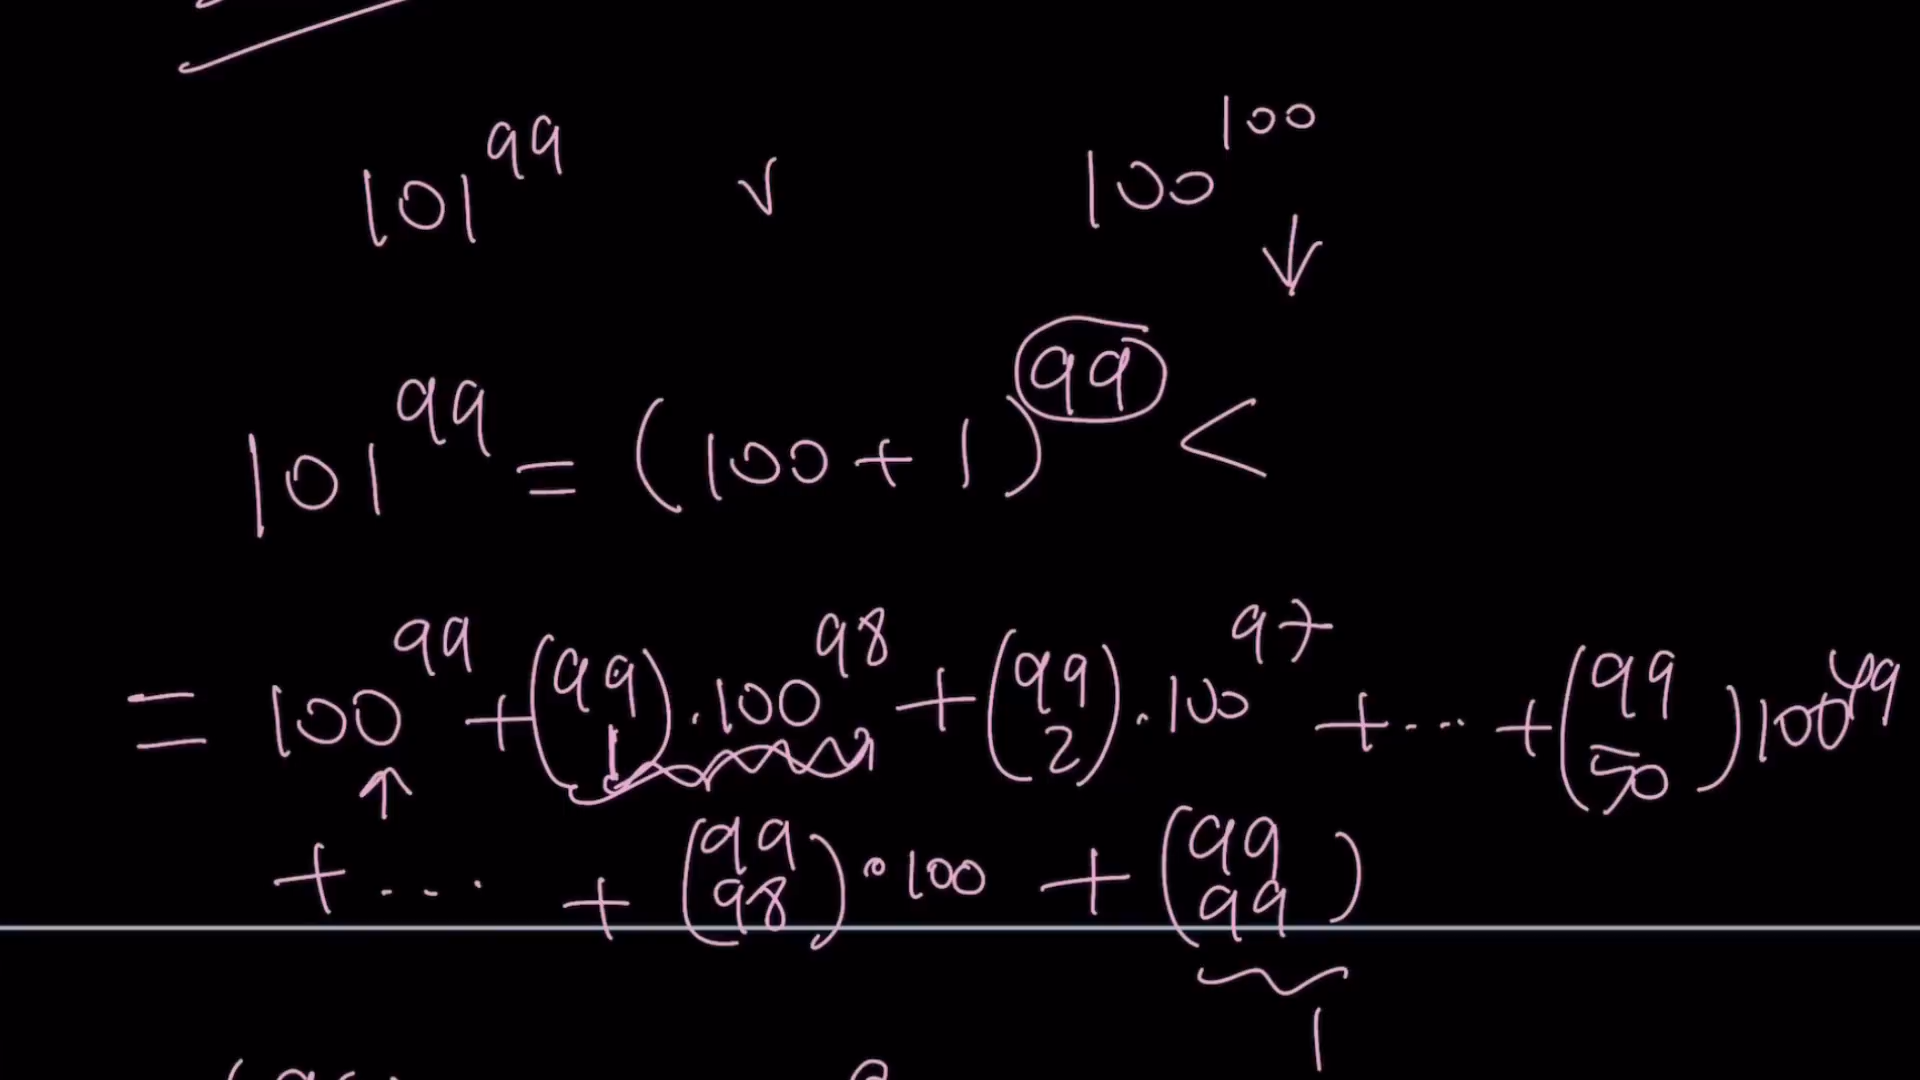 101^99 v 100^100
↓
101^99 = (100 + 1)^99 <
= 100^99 + (99 1) · 100^98 + (99 2) · 100^97 + ... + (99 50) 100^49
↑
+ ... + (99 98) · 100 + (99 99)
1